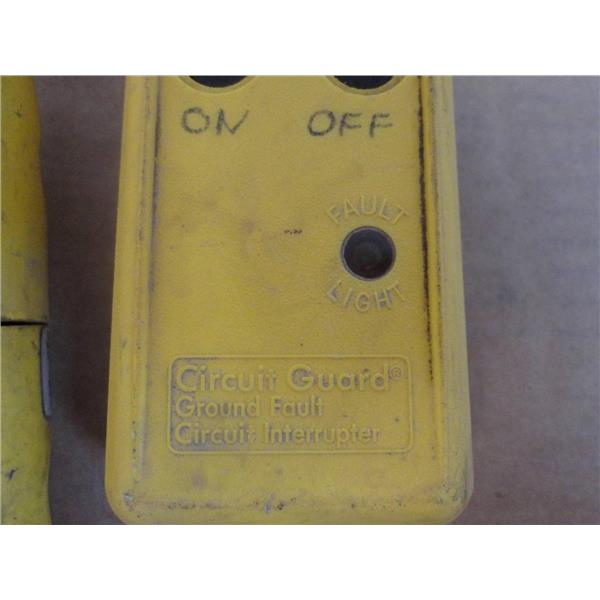 ON OFF
FAULT
LIGHT
Circuit Guard®
Ground Fault
Circuit Interrupter